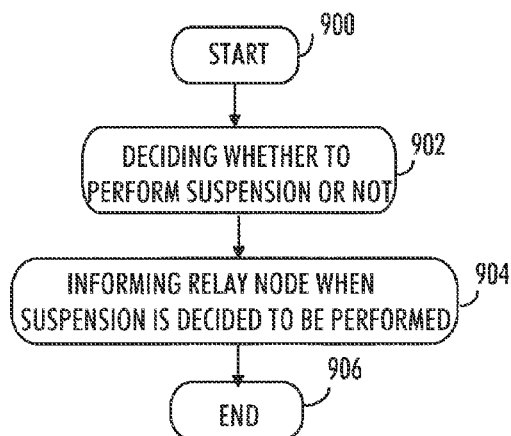 900
START
902
DECIDING WHETHER TO
PERFORM SUSPENSION OR NOT
904
INFORMING RELAY NODE WHEN
SUSPENSION IS DECIDED TO BE PERFORMED
906
END